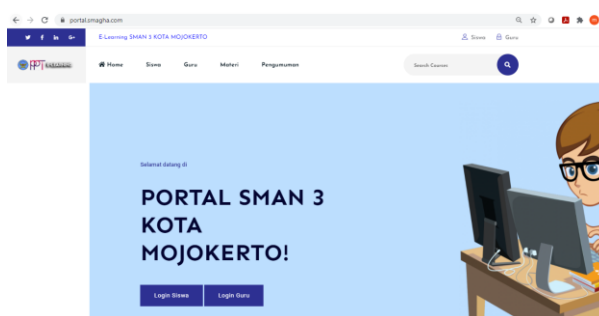 portal.smagha.com
E-Learning SMAN 3 KOTA MOJOKERTO
Siswa
Guru
Home
Siswa
Guru
Materi
Pengumuman
Search Courses
Selamat datang di
PORTAL SMAN 3
KOTA
MOJOKERTO!
Login Siswa
Login Guru